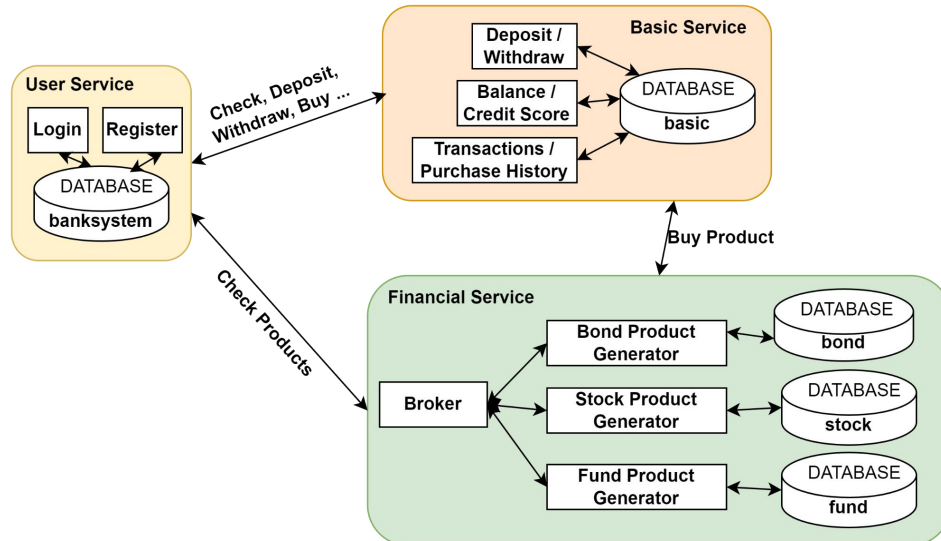 User Service
Login
Register
DATABASE
banksystem
Check, Deposit,
Withdraw, Buy ...
Basic Service
Deposit /
Withdraw
Balance /
Credit Score
Transactions /
Purchase History
DATABASE
basic
Buy Product
Check Products
Financial Service
Broker
Bond Product
Generator
DATABASE
bond
Stock Product
Generator
DATABASE
stock
Fund Product
Generator
DATABASE
fund